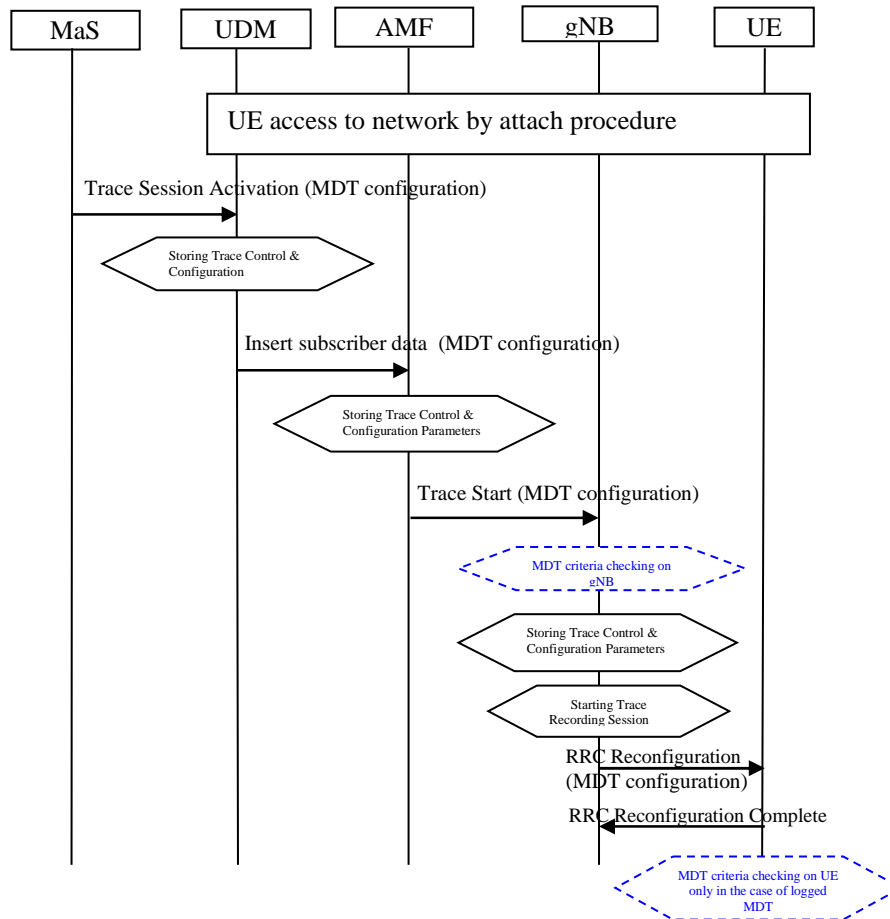 MaS
UDM
AMF
gNB
UE
UE access to network by attach procedure
Trace Session Activation (MDT configuration)
Storing Trace Control &
Configuration
Insert subscriber data (MDT configuration)
Storing Trace Control &
Configuration Parameters
Trace Start (MDT configuration)
MDT criteria checking on
gNB
Storing Trace Control &
Configuration Parameters
Starting Trace
Recording Session
RRC Reconfiguration
(MDT configuration)
RRC Reconfiguration Complete
MDT criteria checking on UE
only in the case of logged
MDT